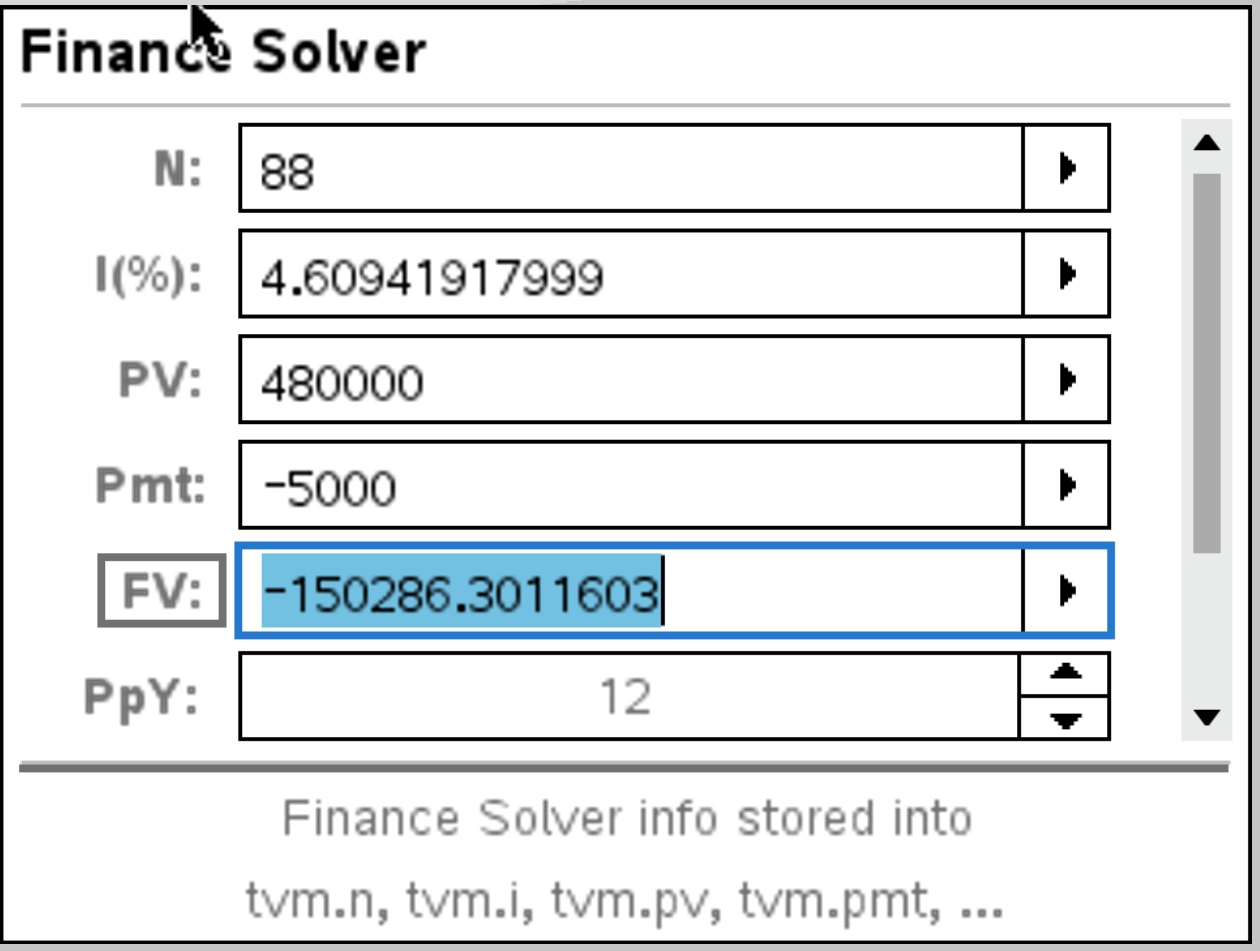 Finance Solver
N: 88
I(%): 4.60941917999
PV: 480000
Pmt: -5000
FV: -150286.3011603
PpY: 12
Finance Solver info stored into
tvm.n, tvm.i, tvm.pv, tvm.pmt, ...